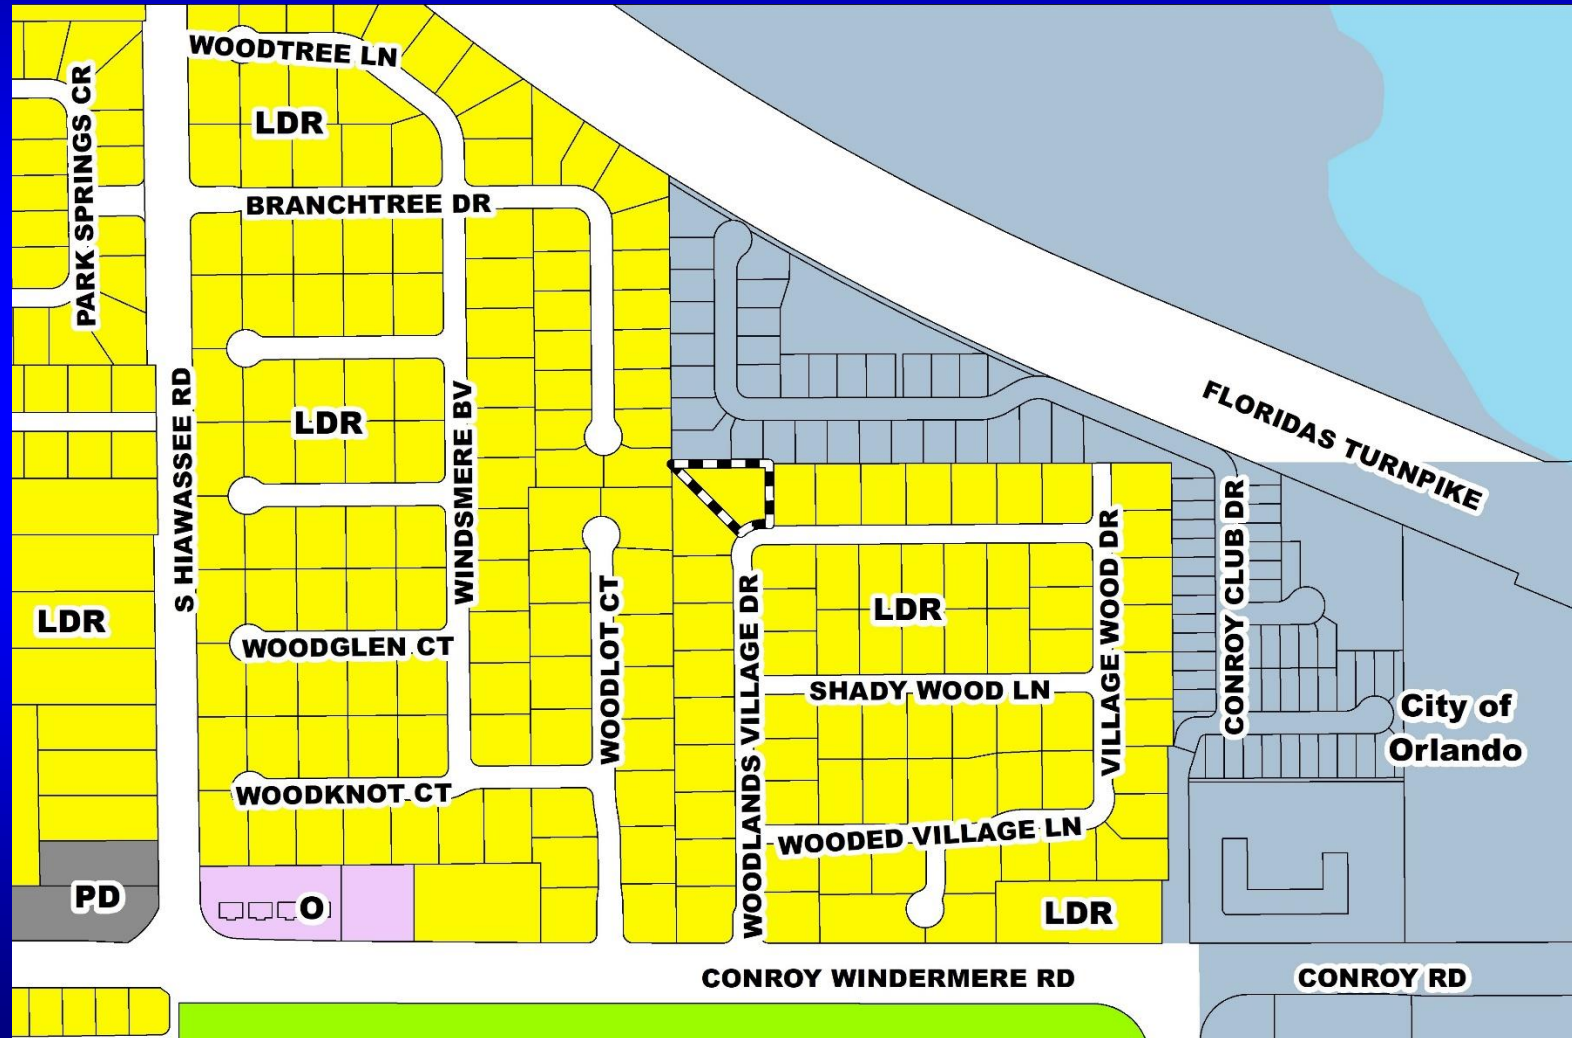 WOODTREE LN
PARK SPRINGS CR
LDR
BRANCHTREE DR
S HIAWASSEE RD
LDR
WINDSMERE BV
FLORIDAS TURNPIKE
CONROY CLUB DR
VILLAGE WOOD DR
LDR
LDR
WOODGLEN CT
WOODLOT CT
WOODLANDS VILLAGE DR
SHADY WOOD LN
City of
Orlando
WOODKNOT CT
WOODED VILLAGE LN
PD
O
LDR
CONROY WINDERMERE RD
CONROY RD